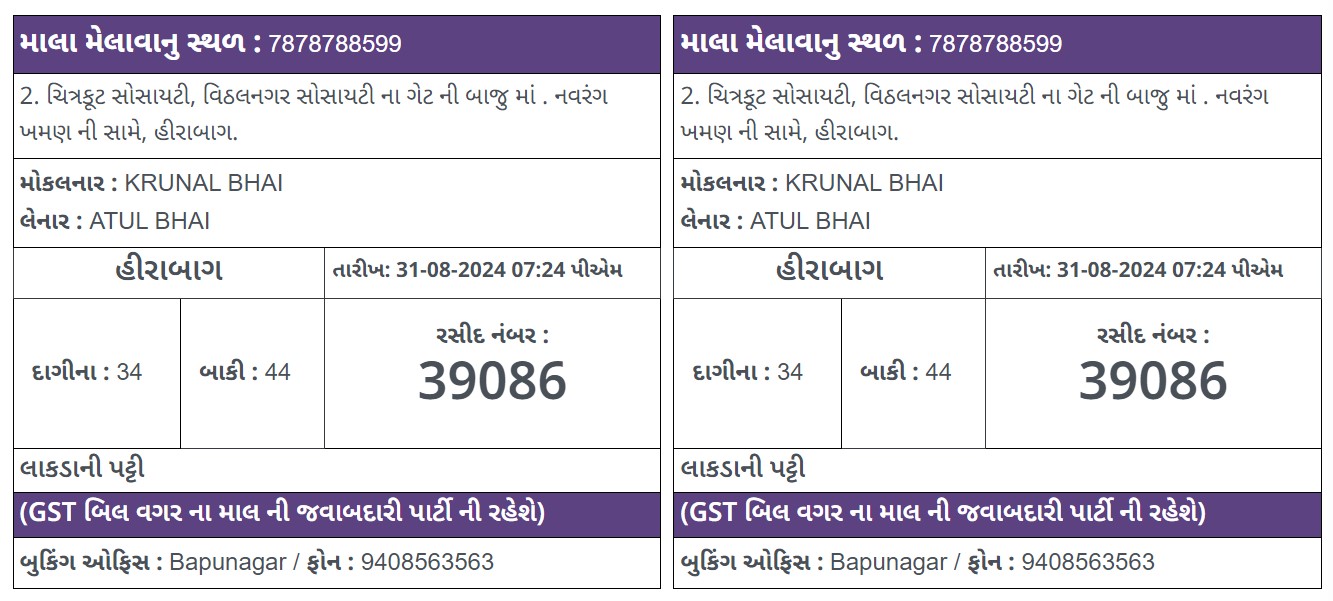 માલા મેલાવાનુ સ્થળ : 7878788599
2. ચિત્રકૂટ સોસાયટી, વિઠલનગર સોસાયટી ના ગેટ ની બાજુ માં . નવરંગ
ખમણ ની સામે, હીરાબાગ.
મોકલનાર : KRUNAL BHAI
લેનાર : ATUL BHAI
હીરાબાગ
તારીખ: 31-08-2024 07:24 પીએમ
દાગીના : 34
બાકી : 44
રસીદ નંબર :
39086
લાકડાની પટ્ટી
(GST બિલ વગર ના માલ ની જવાબદારી પાર્ટી ની રહેશે)
બુકિંગ ઓફિસ : Bapunagar / ફોન : 9408563563
માલા મેલાવાનુ સ્થળ : 7878788599
2. ચિત્રકૂટ સોસાયટી, વિઠલનગર સોસાયટી ના ગેટ ની બાજુ માં . નવરંગ
ખમણ ની સામે, હીરાબાગ.
મોકલનાર : KRUNAL BHAI
લેનાર : ATUL BHAI
હીરાબાગ
તારીખ: 31-08-2024 07:24 પીએમ
દાગીના : 34
બાકી : 44
રસીદ નંબર :
39086
લાકડાની પટ્ટી
(GST બિલ વગર ના માલ ની જવાબદારી પાર્ટી ની રહેશે)
બુકિંગ ઓફિસ : Bapunagar / ફોન : 9408563563